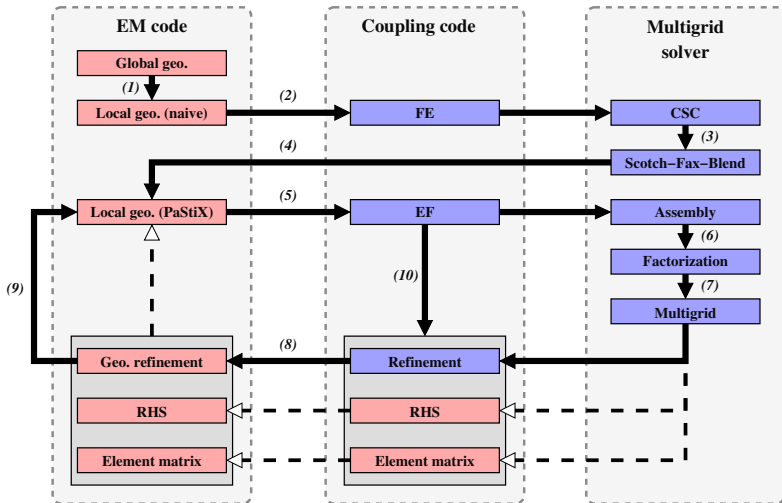 EM code
Coupling code
Multigrid
solver
Global geo.
(1)
(2)
Local geo. (naive)
FE
CSC
(3)
(4)
Scotch−Fax−Blend
(5)
Local geo. (PaStiX)
EF
Assembly
(6)
Factorization
(7)
(9)
(10)
Multigrid
(8)
Geo. refinement
Refinement
RHS
RHS
Element matrix
Element matrix